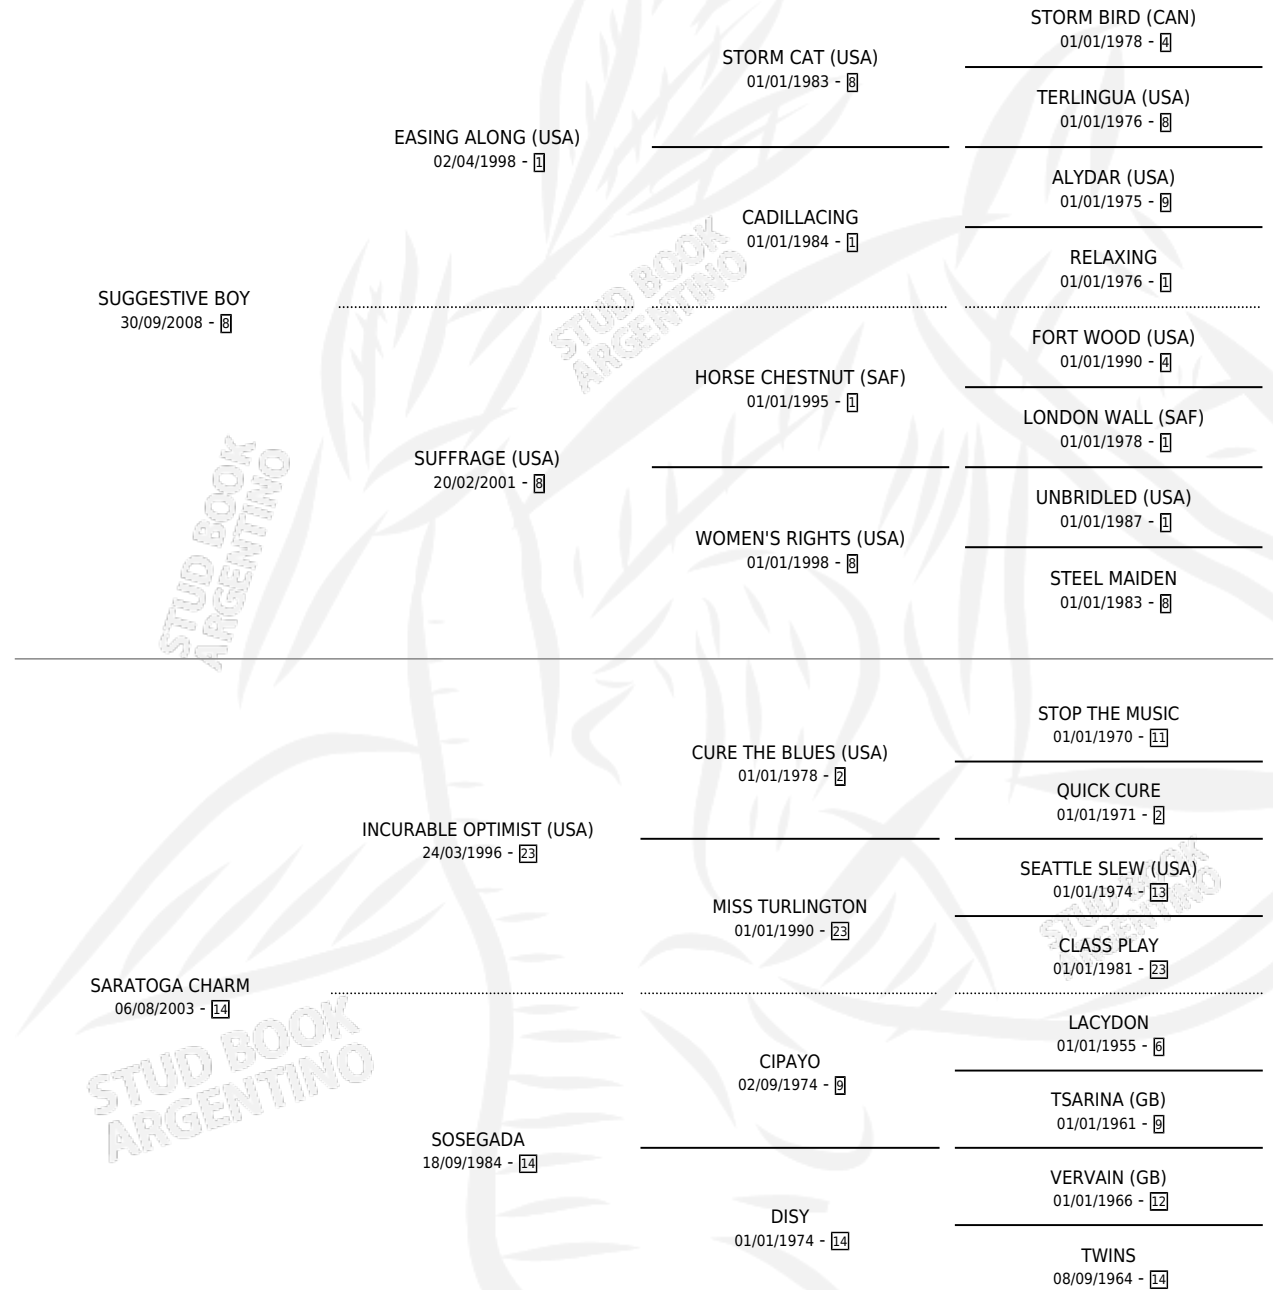 STORM BIRD (CAN)
01/01/1978 - 4
STORM CAT (USA)
01/01/1983 - 8
TERLINGUA (USA)
01/01/1976 - 8
EASING ALONG (USA)
02/04/1998 - 1
ALYDAR (USA)
01/01/1975 - 9
CADILLACING
01/01/1984 - 1
RELAXING
01/01/1976 - 1
SUGGESTIVE BOY
30/09/2008 - 8
STUD BOOK
ARGENTINO
FORT WOOD (USA)
01/01/1990 - 4
HORSE CHESTNUT (SAF)
01/01/1995 - 1
LONDON WALL (SAF)
01/01/1978 - 1
SUFFRAGE (USA)
20/02/2001 - 8
UNBRIDLED (USA)
01/01/1987 - 1
WOMEN'S RIGHTS (USA)
01/01/1998 - 8
STEEL MAIDEN
01/01/1983 - 8
STUD BOOK
ARGENTINO
STOP THE MUSIC
01/01/1970 - 11
CURE THE BLUES (USA)
01/01/1978 - 2
QUICK CURE
01/01/1971 - 2
INCURABLE OPTIMIST (USA)
24/03/1996 - 23
SEATTLE SLEW (USA)
01/01/1974 - 13
MISS TURLINGTON
01/01/1990 - 23
STUD BOOK
ARGENTINO
CLASS PLAY
01/01/1981 - 23
SARATOGA CHARM
06/08/2003 - 14
LACYDON
01/01/1955 - 6
CIPAYO
02/09/1974 - 9
TSARINA (GB)
01/01/1961 - 9
STUD BOOK
ARGENTINO
SOSEGADA
18/09/1984 - 14
VERVAIN (GB)
01/01/1966 - 12
DISY
01/01/1974 - 14
TWINS
08/09/1964 - 14